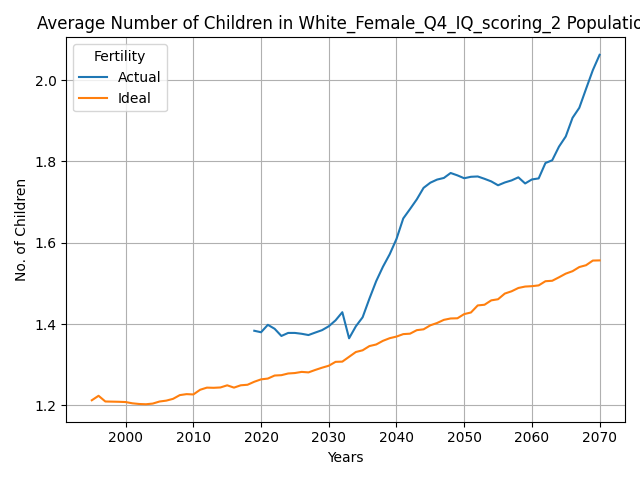 Average Number of Children in White_Female_Q4_IQ_scoring_2 Populatio
Fertility
Actual
Ideal
2.0
1.8
1.6
1.4
1.2
No. of Children
2000 2010 2020 2030 2040 2050 2060 2070
Years